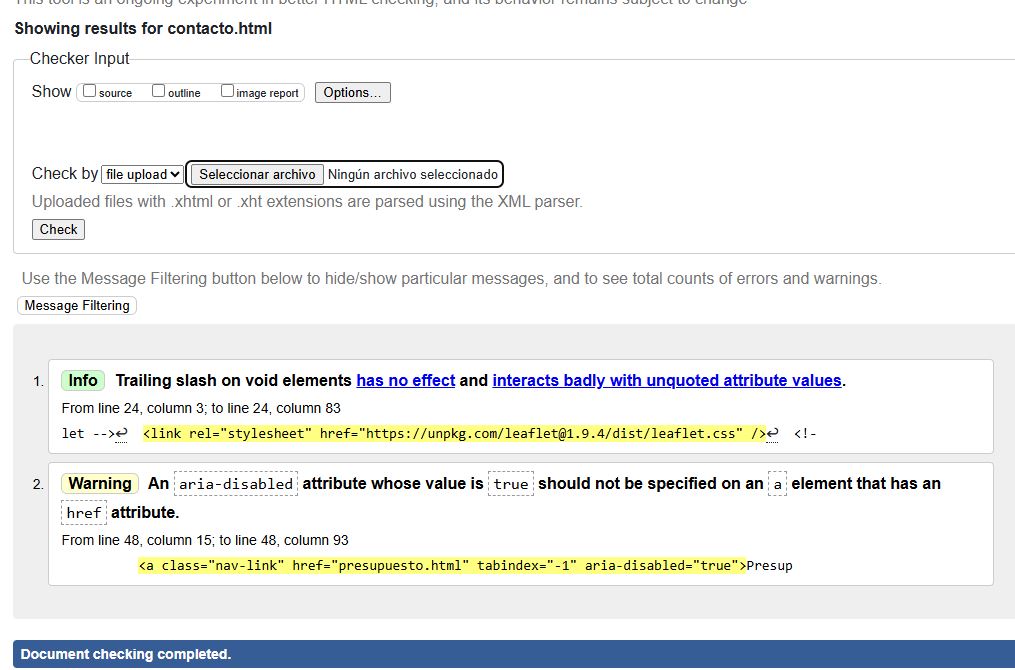 This tool is an ongoing experiment in better HTML checking, and its behavior remains subject to change
Showing results for contacto.html
Checker Input
Show source outline image report Options...
Check by file upload Seleccionar archivo Ningún archivo seleccionado
Uploaded files with .xhtml or .xht extensions are parsed using the XML parser.
Check
Use the Message Filtering button below to hide/show particular messages, and to see total counts of errors and warnings.
Message Filtering
1. Info Trailing slash on void elements has no effect and interacts badly with unquoted attribute values.
From line 24, column 3; to line 24, column 83
let -->↩ <link rel="stylesheet" href="https://unpkg.com/leaflet@1.9.4/dist/leaflet.css" />↩ <!-
2. Warning An aria-disabled attribute whose value is true should not be specified on an a element that has an
href attribute.
From line 48, column 15; to line 48, column 93
<a class="nav-link" href="presupuesto.html" tabindex="-1" aria-disabled="true">Presup
Document checking completed.